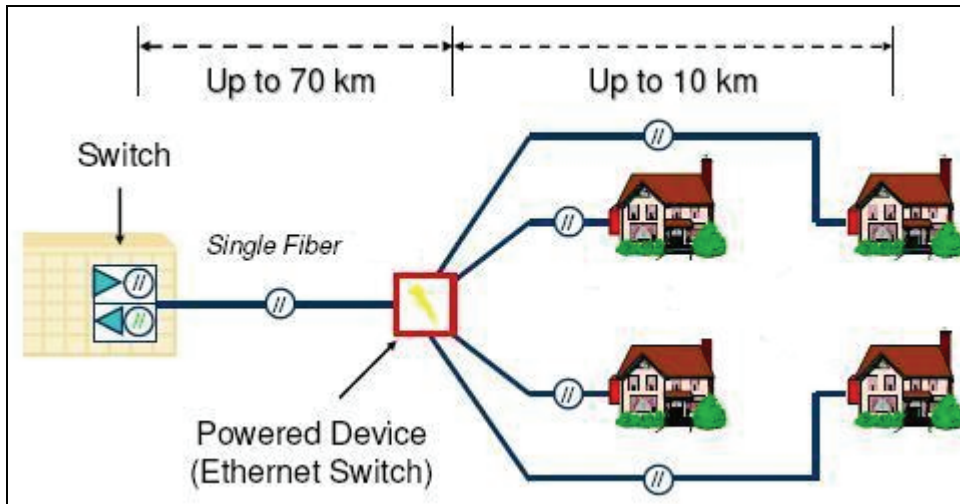 Up to 70 km
Up to 10 km
Switch
Single Fiber
Powered Device
(Ethernet Switch)